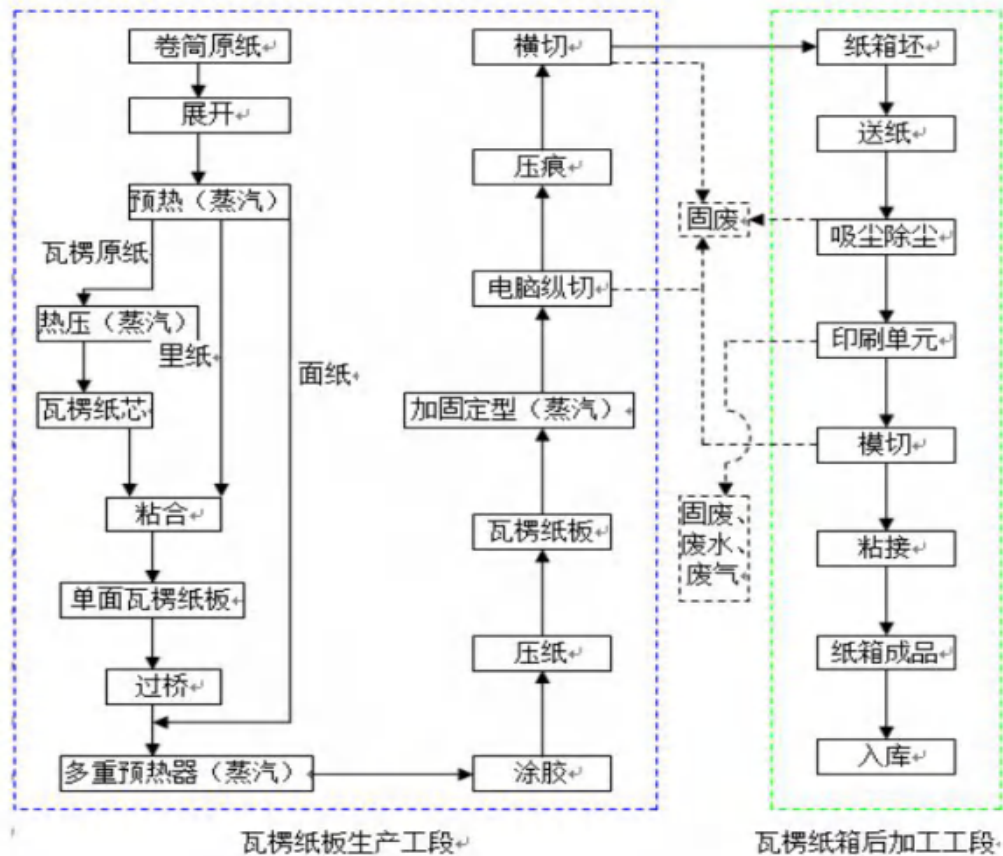 卷筒原纸
展开
预热（蒸汽）
瓦楞原纸
热压（蒸汽）
里纸
面纸
瓦楞纸芯
粘合
单面瓦楞纸板
过桥
多重预热器（蒸汽）
横切
压痕
电脑纵切
加固定型（蒸汽）
瓦楞纸板
压纸
涂胶
固废
固废、
废水、
废气
纸箱坯
送纸
吸尘除尘
印刷单元
模切
粘接
纸箱成品
入库
瓦楞纸板生产工段
瓦楞纸箱后加工工段